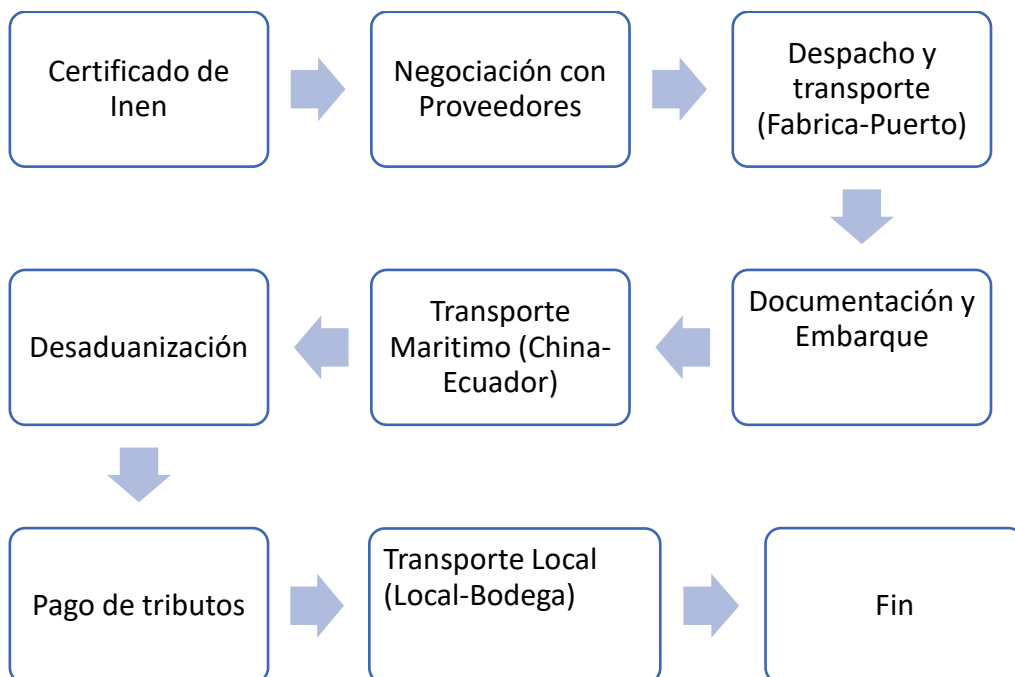 Certificado de
Inen
Negociación con
Proveedores
Despacho y
transporte
(Fabrica-Puerto)
Documentación y
Embarque
Transporte
Maritimo (China-
Ecuador)
Desaduanización
Pago de tributos
Transporte Local
(Local-Bodega)
Fin